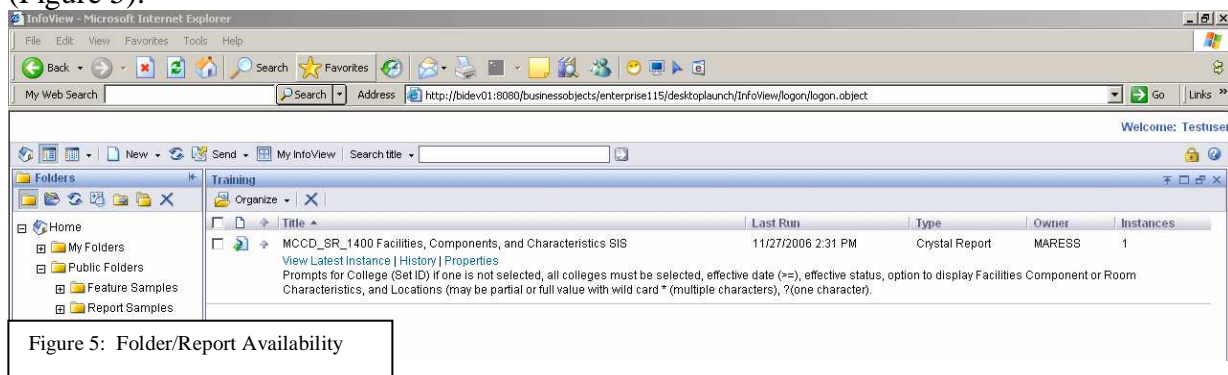 (Figure 5).
InfoView - Microsoft Internet Explorer
File Edit View Favorites Tools Help
Back Search Favorites
My Web Search Search Address http://bidev01:8080/businessobjects/enterprise115/desktoplaunch/InfoView/logon/logon.object Go Links »
Welcome: Testuser
New Send My InfoView Search title
Folders Training
Organize
Title Last Run Type Owner Instances
Home MCCD_SR_1400 Facilities, Components, and Characteristics SIS 11/27/2006 2:31 PM Crystal Report MARESS 1
My Folders View Latest Instance | History | Properties
Public Folders Prompts for College (Set ID) if one is not selected, all colleges must be selected, effective date (>=), effective status, option to display Facilities Component or Room
Feature Samples Characteristics, and Locations (may be partial or full value with wild card * (multiple characters), ?(one character).
Report Samples
Figure 5: Folder/Report Availability